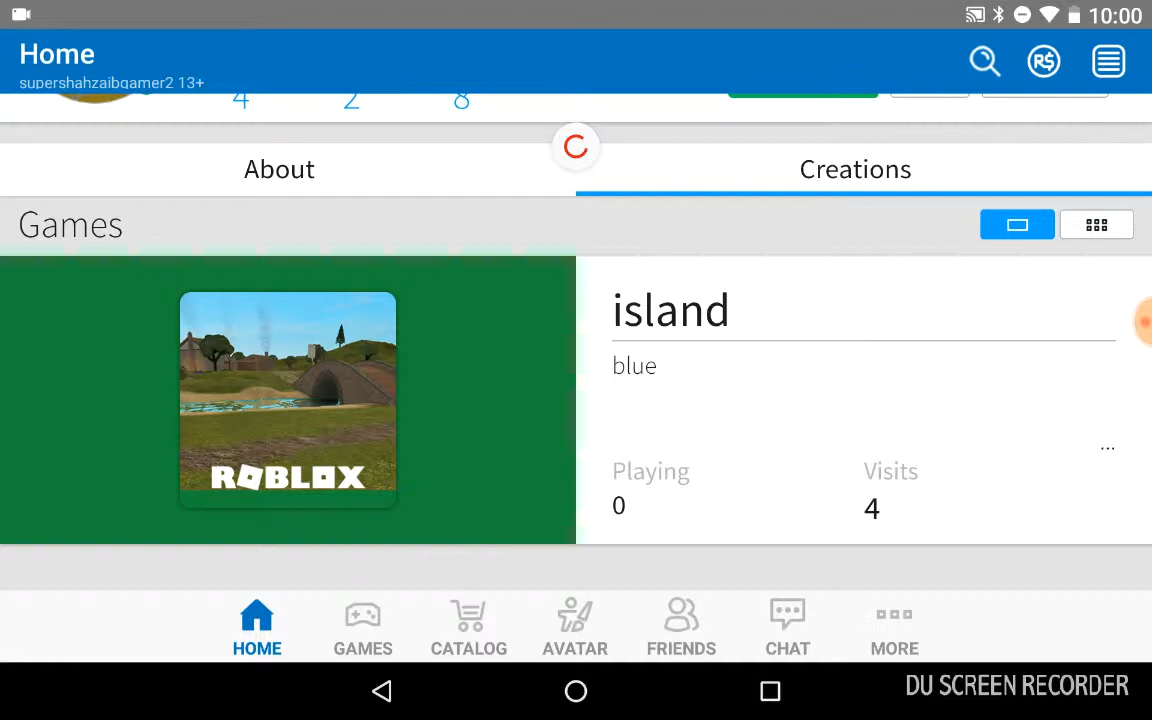 10:00
Home
supershahzaibgamer2 13+
R$
4 2 8
About Creations
Games
island
blue
...
Playing Visits
0 4
ROBLOX
HOME GAMES CATALOG AVATAR FRIENDS CHAT MORE
DU SCREEN RECORDER